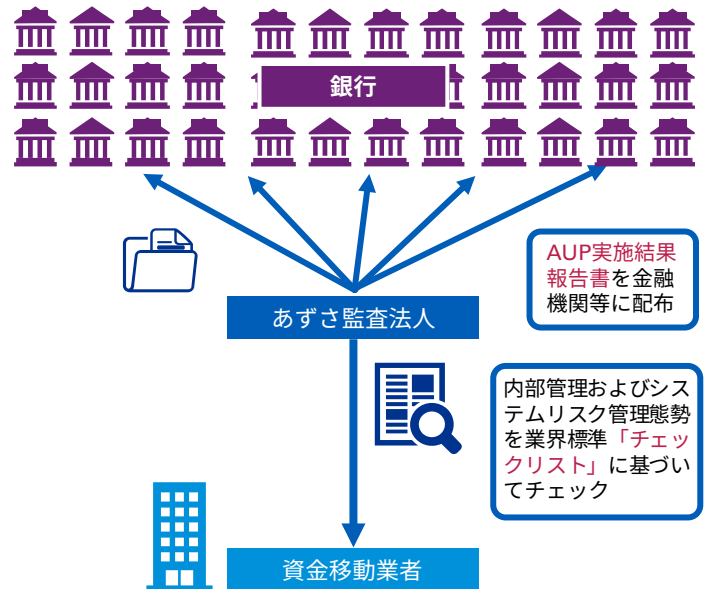 銀行
AUP実施結果
報告書を金融
機関等に配布
あずさ監査法人
内部管理およびシス
テムリスク管理態勢
を業界標準「チェッ
クリスト」に基づい
てチェック
資金移動業者